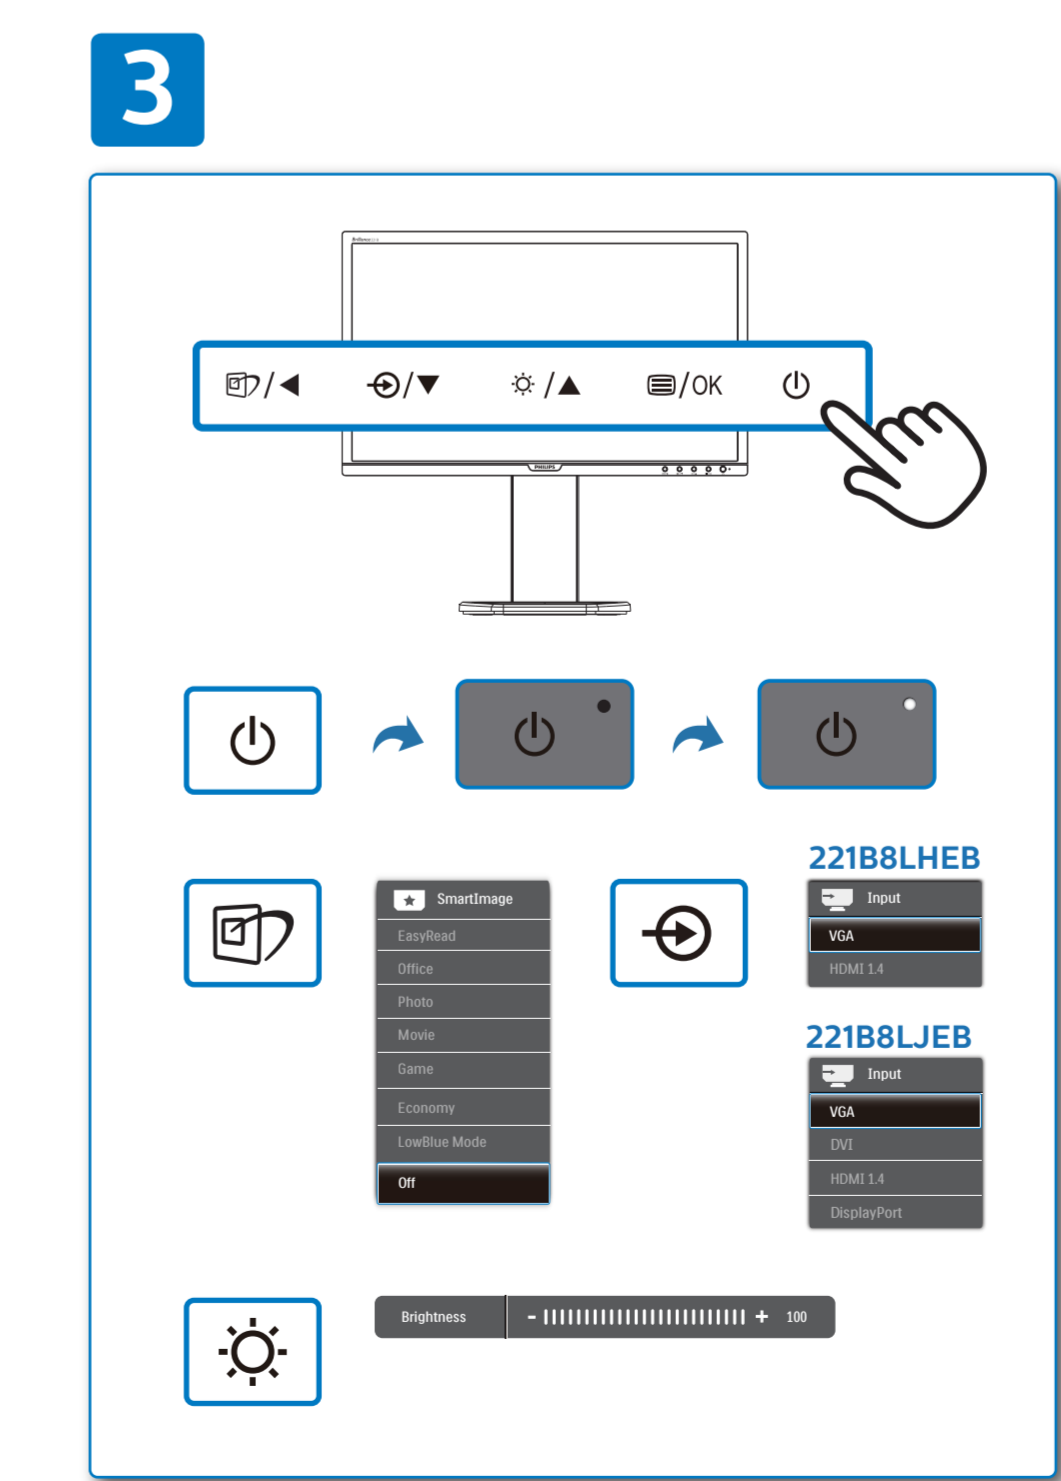 3
Brilliance
/◀ /▼ /▲ /OK
PHILIPS
221B8LHEB
SmartImage
EasyRead
Office
Photo
Movie
Game
Economy
LowBlue Mode
Off
Input
VGA
HDMI 1.4
221B8LJEB
Input
VGA
DVI
HDMI 1.4
DisplayPort
Brightness - + 100